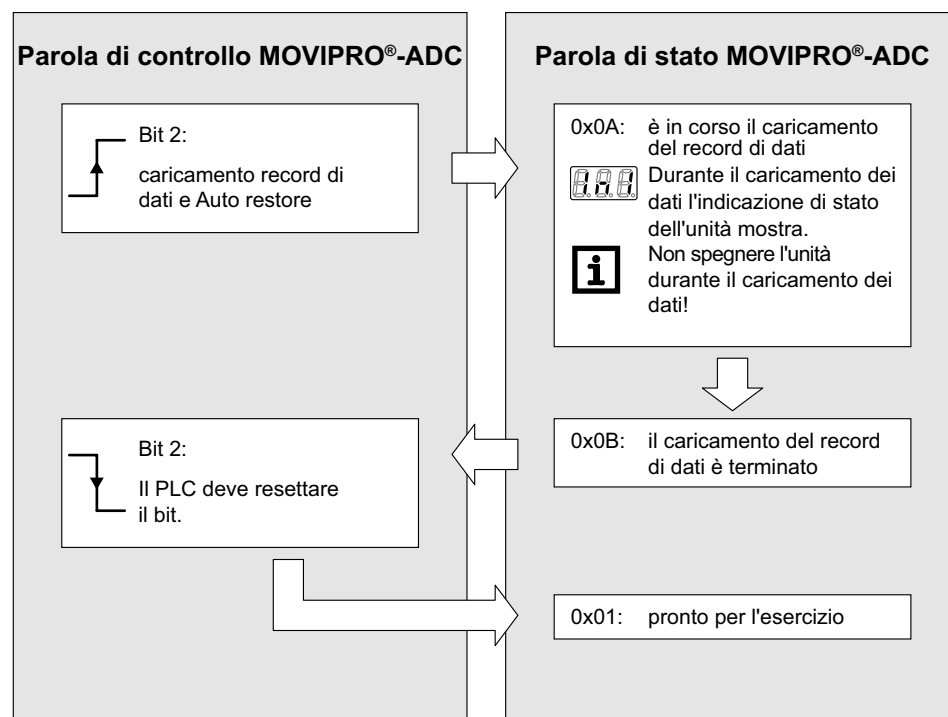 Parola di controllo MOVIPRO®-ADC
Bit 2:
caricamento record di
dati e Auto restore
Bit 2:
Il PLC deve resettare
il bit.
Parola di stato MOVIPRO®-ADC
0x0A: è in corso il caricamento
del record di dati
Durante il caricamento dei
dati l'indicazione di stato
dell'unità mostra.
Non spegnere l'unità
durante il caricamento dei
dati!
0x0B: il caricamento del record
di dati è terminato
0x01: pronto per l'esercizio